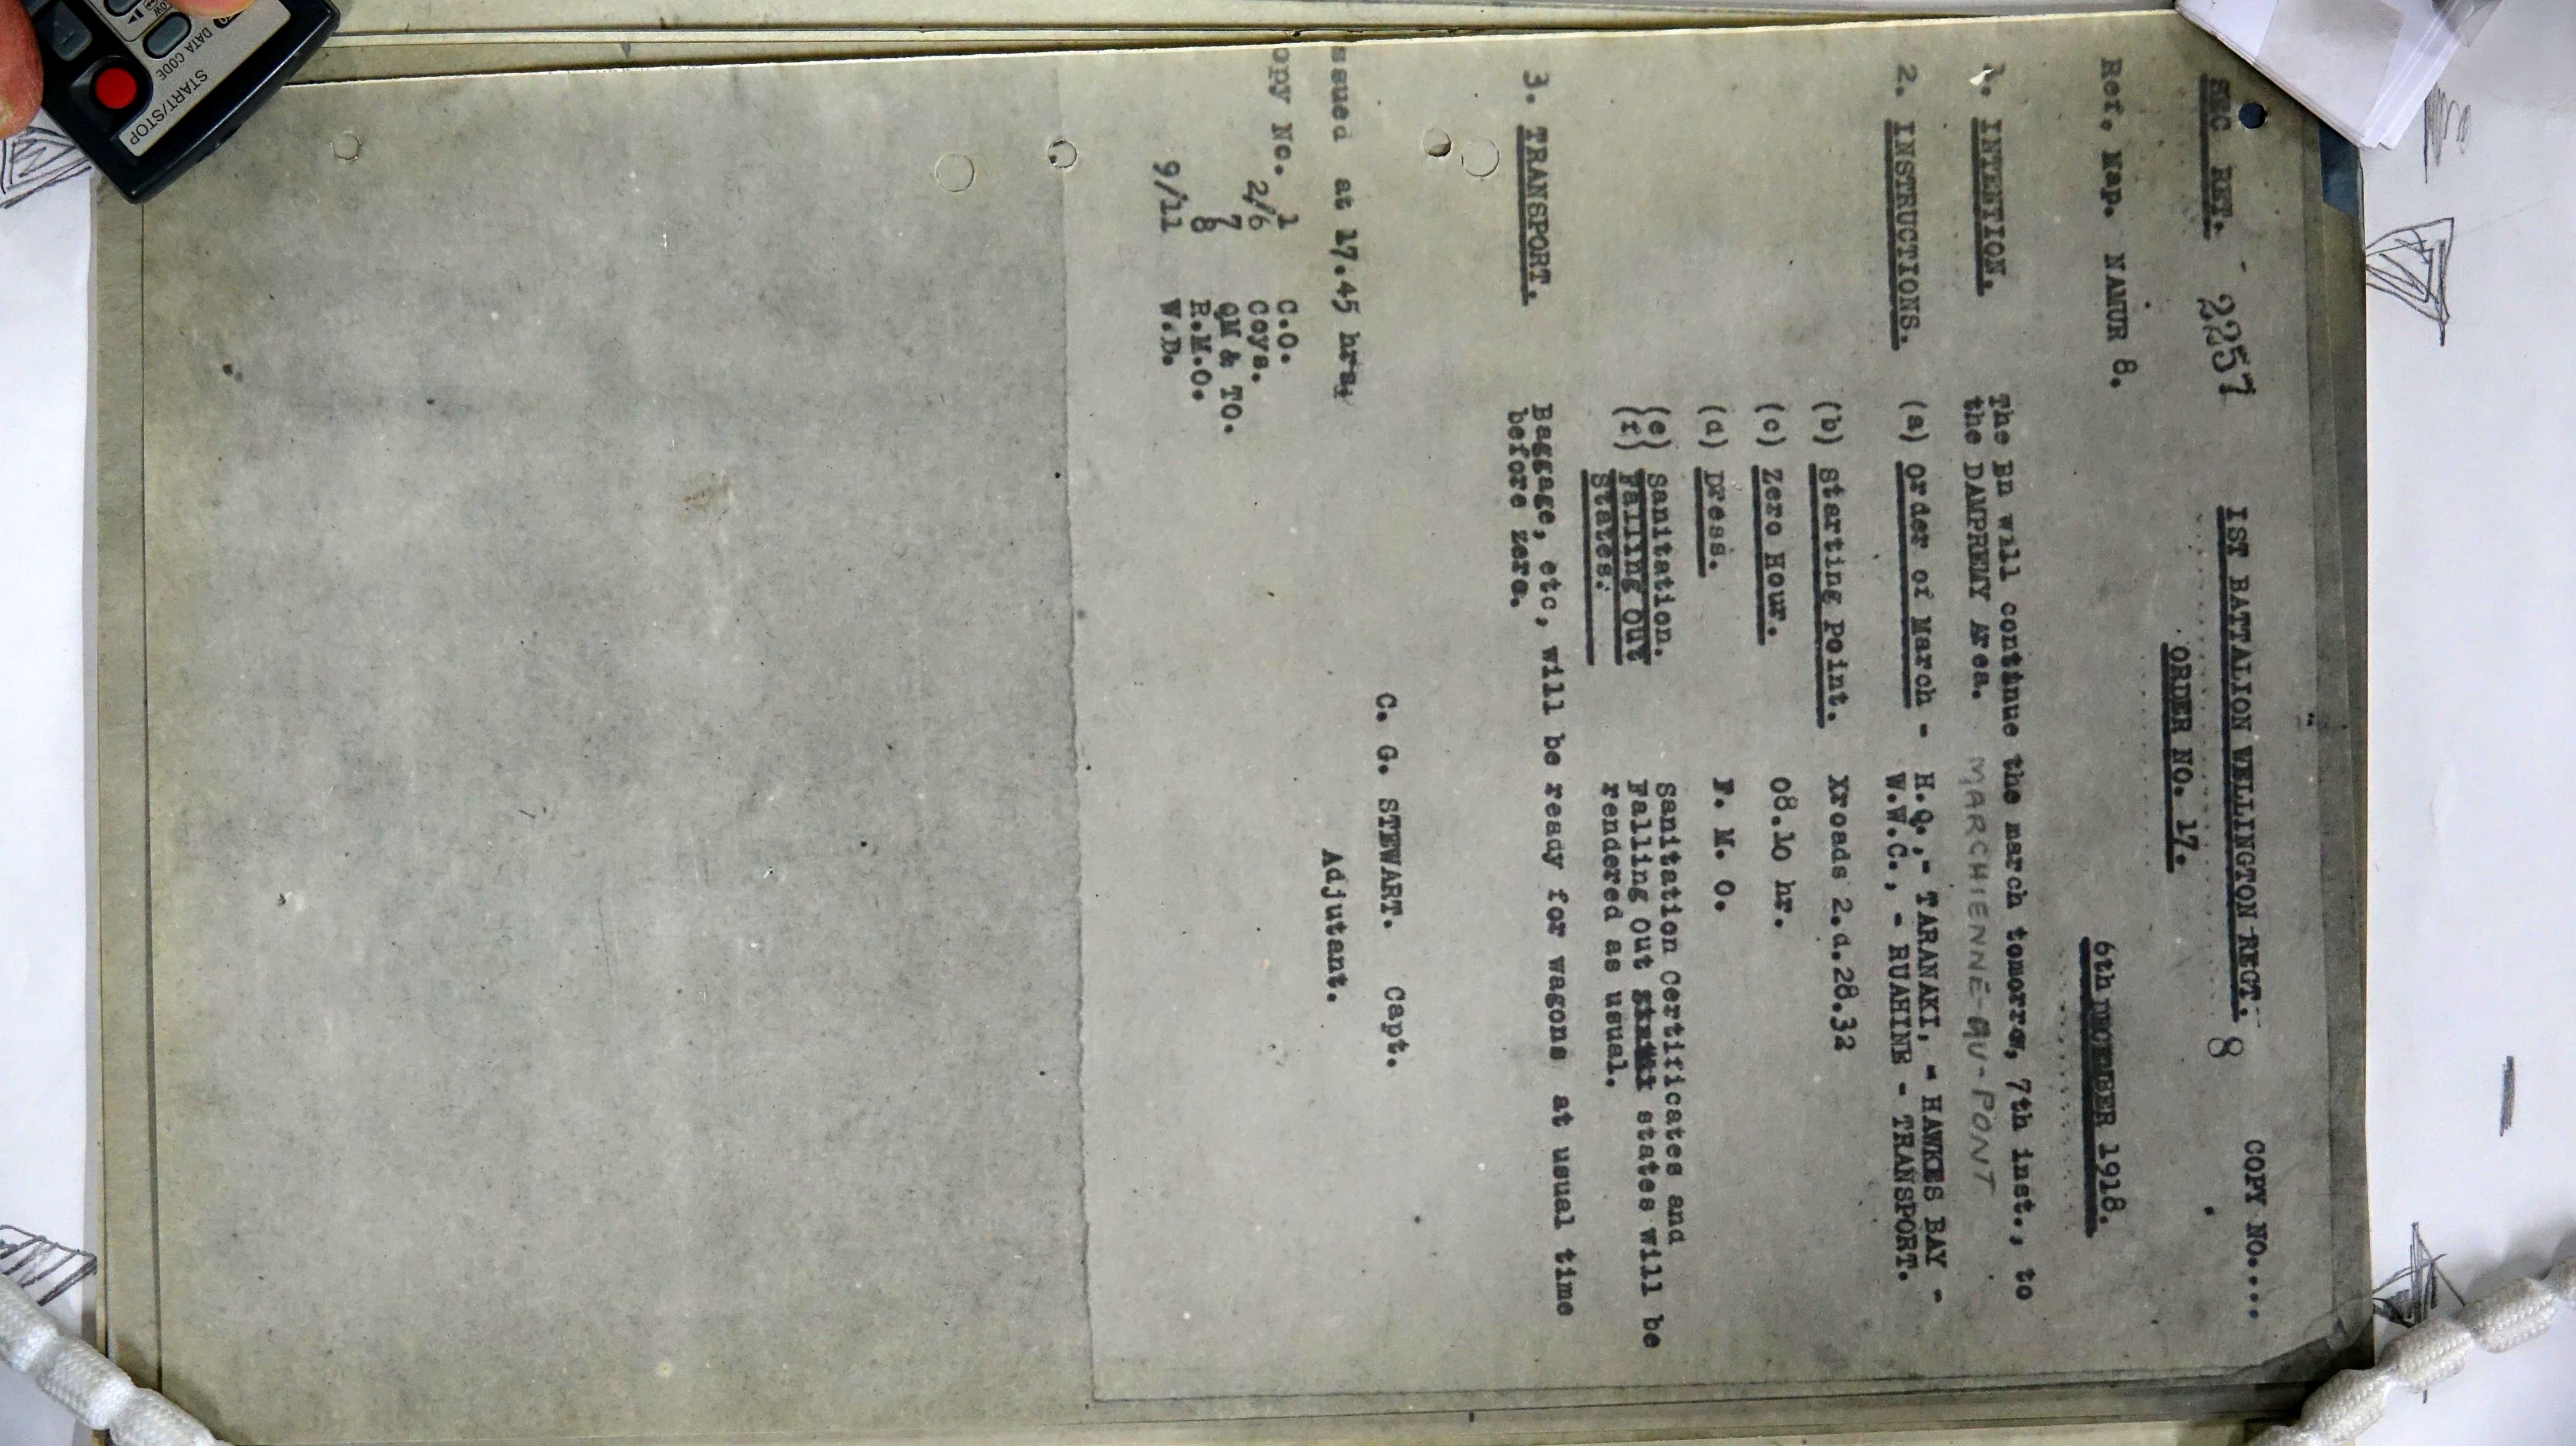 SEC RET. - 2257
IST BATTALION WELLINGTON REGT. 8 COPY NO....
ORDER NO. 17.
6th DECEMBER 1918.
Ref. Map. NAMUR 8.
1. INTENTION. The Bn will continue the march tomorrow, 7th inst., to
the DAMPREMY Area. MARCHIENNE-AU-PONT
2. INSTRUCTIONS. (a) Order of March - H.Q.,- TARANAKI, - HAWKES BAY -
W.W.C., - RUAHINE - TRANSPORT.
(b) Starting Point. Xroads 2.d.28.32
(c) Zero Hour. 08.10 hr.
(d) Dress. F. M. O.
(e) Sanitation. Sanitation Certificates and
(f) Falling Out Falling Out states will be
States. rendered as usual.
3. TRANSPORT. Baggage, etc, will be ready for wagons at usual time
before zero.
C. G. STEWART. Capt.
Adjutant.
ssued at 17.45 hrs.
opy No. 1 C.O.
2/6 Coys.
7 QM & TO.
8 R.M.O.
9/11 W.D.
DATA CODE
START/STOP